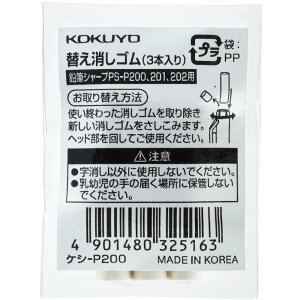 KOKUYO
替え消しゴム(3本入り)
プラ
袋:
PP
鉛筆シャープPS-P200、201、202用
お取り替え方法
使い終わった消しゴムを取り除き
新しい消しゴムをさしこみます。
ヘッド部を回してご使用ください。
⚠注意
●字消し以外に使用しないでください。
●乳幼児の手の届く場所に保管しない
でください。
4 901480 325163
ケシ-P200 MADE IN KOREA